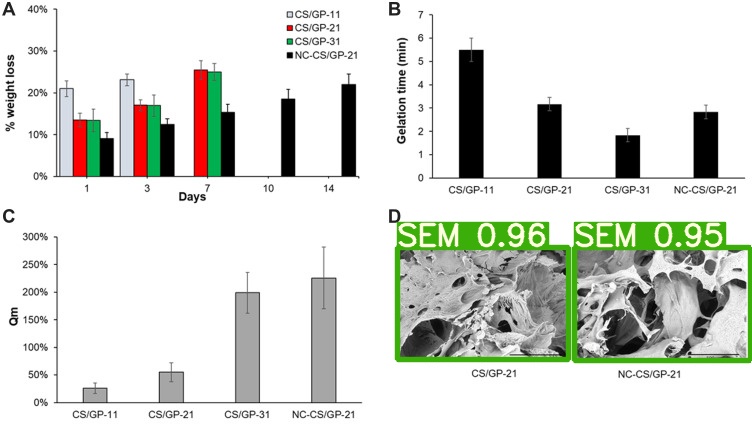 A
CS/GP-11
CS/GP-21
CS/GP-31
NC-CS/GP-21
% weight loss
40%
30%
20%
10%
0%
1 3 7 10 14
Days
B
Gelation time (min)
7
6
5
4
3
2
1
0
CS/GP-11 CS/GP-21 CS/GP-31 NC-CS/GP-21
C
Qm
300%
250%
200%
150%
100%
50%
0%
CS/GP-11 CS/GP-21 CS/GP-31 NC-CS/GP-21
D
SEM 0.96 SEM 0.95
CS/GP-21 NC-CS/GP-21